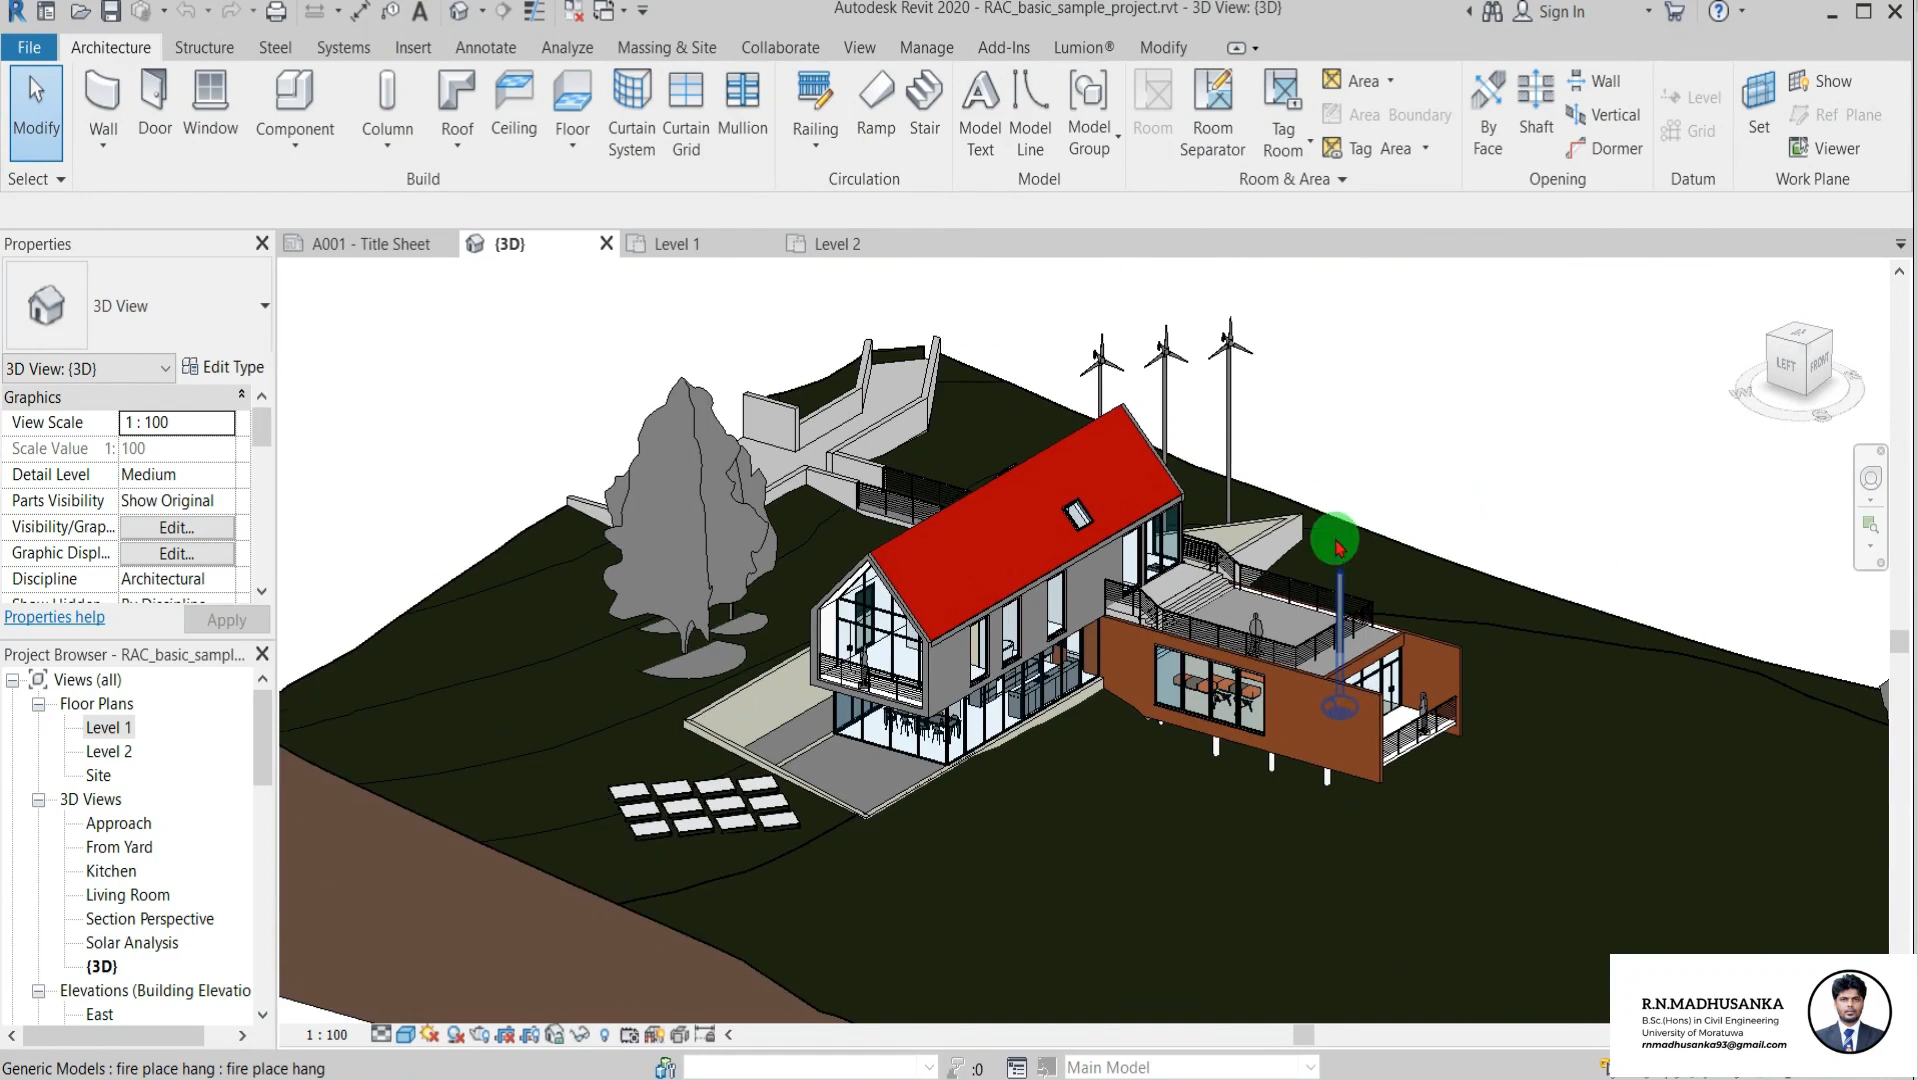 Autodesk Revit 2020 - RAC_basic_sample_project.rvt - 3D View: {3D}
Sign In
File Architecture Structure Steel Systems Insert Annotate Analyze Massing & Site Collaborate View Manage Add-Ins Lumion® Modify
Modify
Wall
Door
Window
Component
Column
Roof
Ceiling
Floor
Curtain System
Curtain Grid
Mullion
Railing
Ramp
Stair
Model Text
Model Line
Model Group
Room
Room Separator
Tag Room
Area
Area Boundary
Tag Area
By Face
Shaft
Wall
Vertical
Dormer
Level
Grid
Set
Show
Ref Plane
Viewer
Select
Build
Circulation
Model
Room & Area
Opening
Datum
Work Plane
Properties
A001 - Title Sheet
{3D}
Level 1
Level 2
3D View
3D View: {3D}
Edit Type
Graphics
View Scale 1 : 100
Scale Value 1: 100
Detail Level Medium
Parts Visibility Show Original
Visibility/Grap... Edit...
Graphic Displ... Edit...
Discipline Architectural
Properties help
Apply
Project Browser - RAC_basic_sampl...
Views (all)
Floor Plans
Level 1
Level 2
Site
3D Views
Approach
From Yard
Kitchen
Living Room
Section Perspective
Solar Analysis
{3D}
Elevations (Building Elevatio
East
LEFT
FRONT
1 : 100
Generic Models : fire place hang : fire place hang
:0
Main Model
R.N.MADHUSANKA
B.Sc.(Hons) in Civil Engineering
University of Moratuwa
rnmadhusanka93@gmail.com